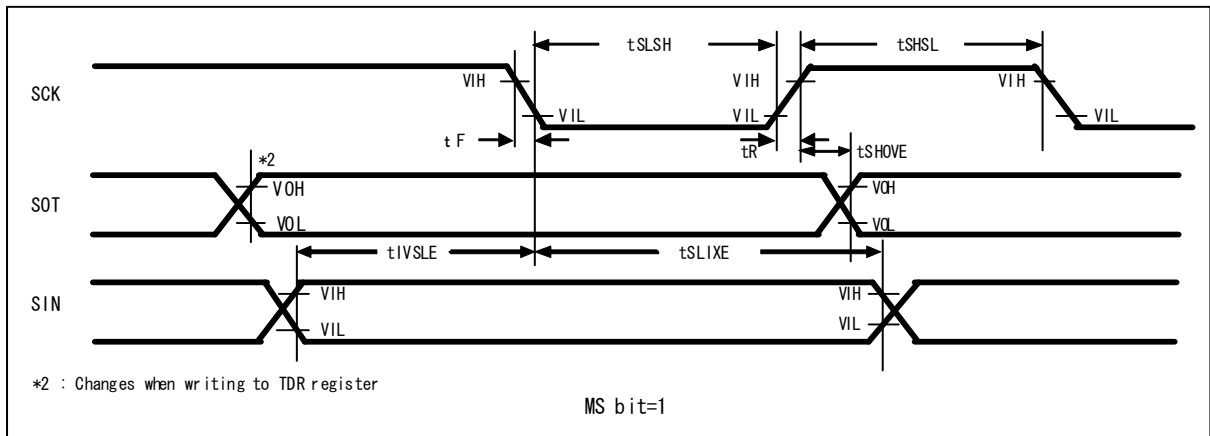 tSLSH tSHSL
SCK VIH VIL VIH VIL VIH VIL
tF tR tSHOVE
*2
SOT VOH VOL VOH VOL
tIVSLE tSLIXE
SIN VIH VIL VIH VIL
*2 : Changes when writing to TDR register
MS bit=1